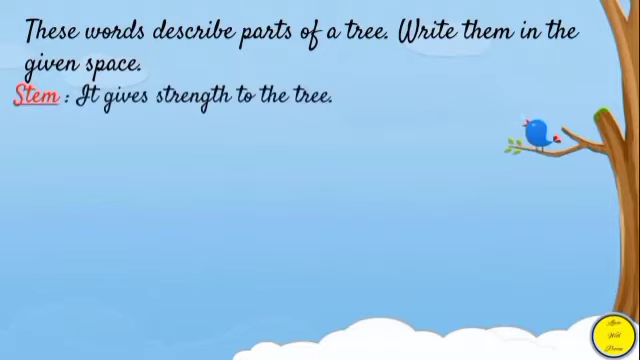 These words describe parts of a tree. Write them in the
given space.
Stem : It gives strength to the tree.
With